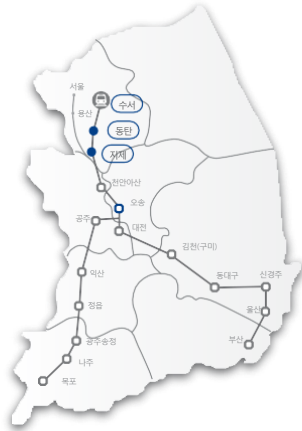 서울
용산
수서
동탄
지제
천안아산
오송
공주
대전
김천(구미)
익산
동대구
신경주
정읍
울산
광주송정
부산
나주
목포